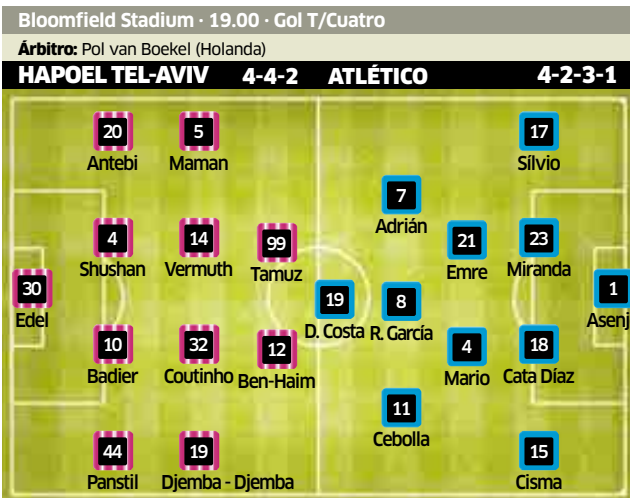 Bloomfield Stadium · 19.00 · Gol T/Cuatro
Árbitro: Pol van Boekel (Holanda)
HAPOEL TEL-AVIV 4-4-2 ATLÉTICO 4-2-3-1
20
Antebi
5
Maman
17
Sílvio
7
Adrián
4
Shushan
14
Vermuth
99
Tamuz
21
Emre
23
Miranda
30
Edel
19
D. Costa
8
R. García
1
Asenj
10
Badier
32
Coutinho
12
Ben-Haim
4
Mario
18
Cata Díaz
11
Cebolla
44
Panstil
19
Djemba - Djemba
15
Cisma